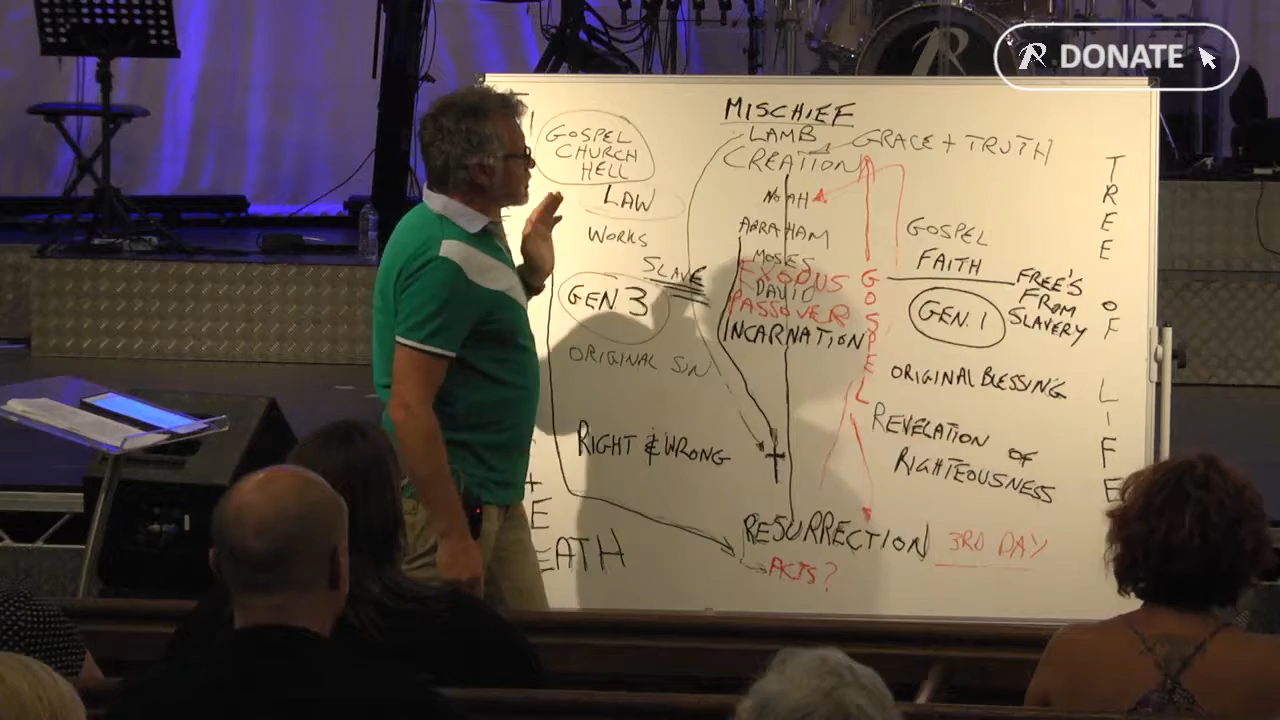 R DONATE
R
MISCHIEF
LAMB
CREATION
GRACE + TRUTH
GOSPEL
CHURCH
HELL
LAW
WORKS
SLAVE
GEN 3
ORIGINAL SIN
RIGHT & WRONG
EATH
NOAH
ABRAHAM
MOSES
EXODUS
DAVID
PASSOVER
INCARNATION
RESURRECTION
3RD DAY
ACTS?
GOSPEL
GOSPEL
FAITH
GEN. 1
FREE'S
FROM
SLAVERY
ORIGINAL BLESSING
REVELATION OF
RIGHTEOUSNESS
TREE OF LIFE